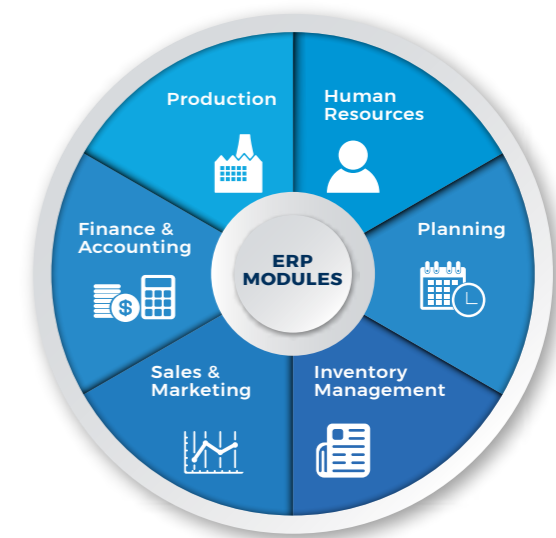 Production
Human
Resources
Finance &
Accounting
ERP
MODULES
Planning
$
Sales &
Marketing
Inventory
Management